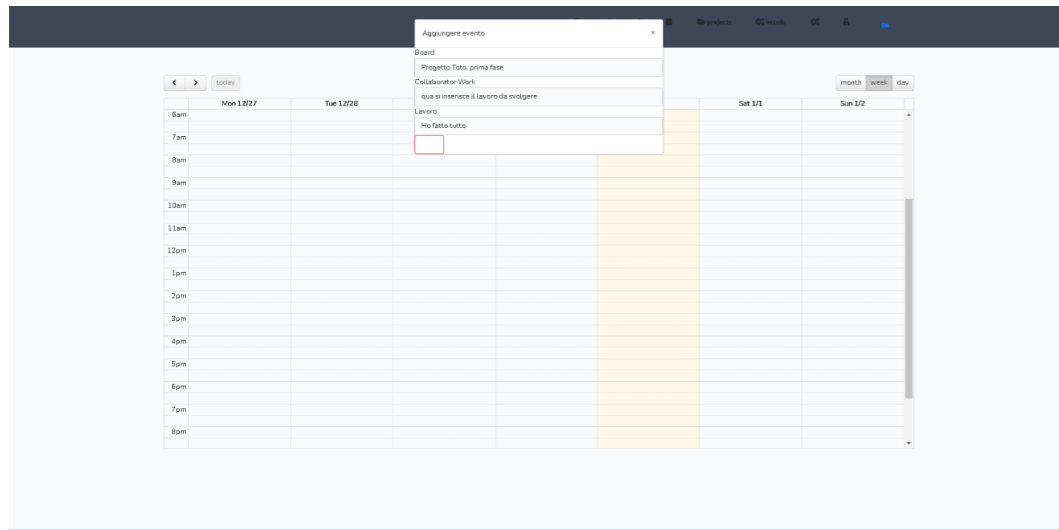 projects
boards
Aggiungere evento ×
Board
Progetto Toto, prima fase
Collaborator Work
qua si inserisce il lavoro da svolgere
Lavoro
Ho fatto tutto
today
month week day
Mon 12/27 Tue 12/28 Sat 1/1 Sun 1/2
6am
7am
8am
9am
10am
11am
12pm
1pm
2pm
3pm
4pm
5pm
6pm
7pm
8pm